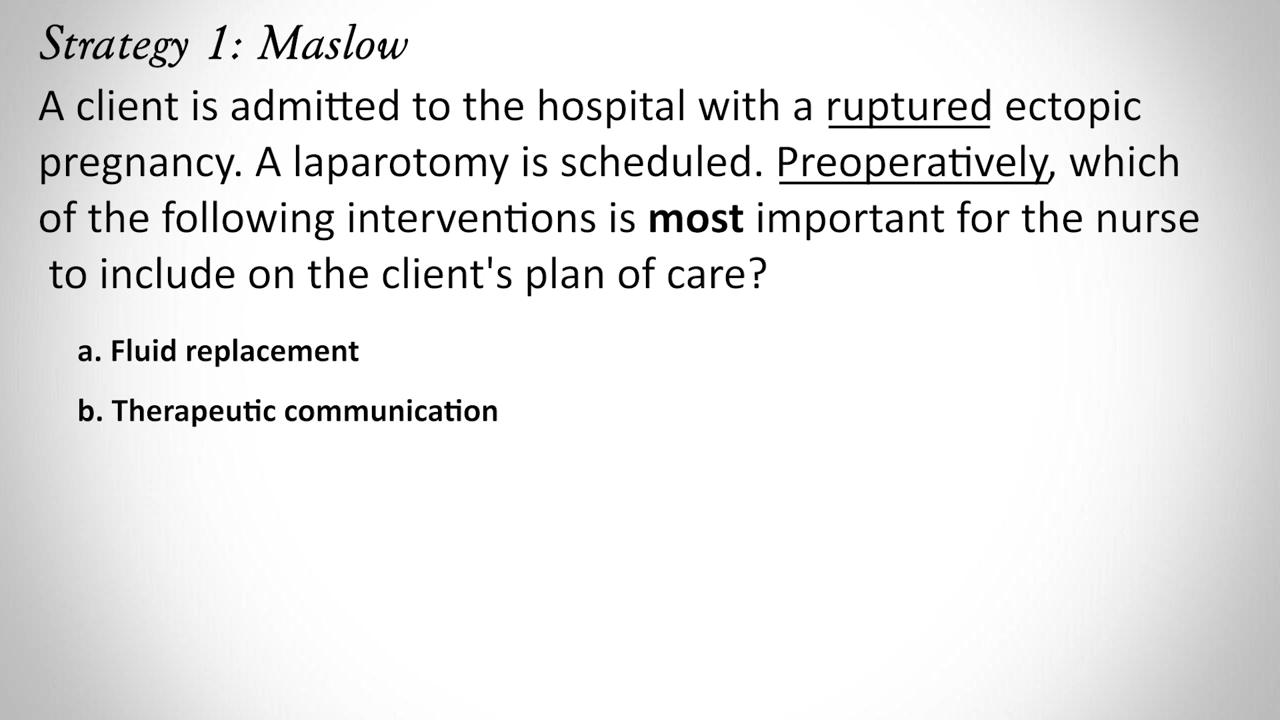 Strategy 1: Maslow
A client is admitted to the hospital with a ruptured ectopic
pregnancy. A laparotomy is scheduled. Preoperatively, which
of the following interventions is most important for the nurse
to include on the client's plan of care?
a. Fluid replacement
b. Therapeutic communication